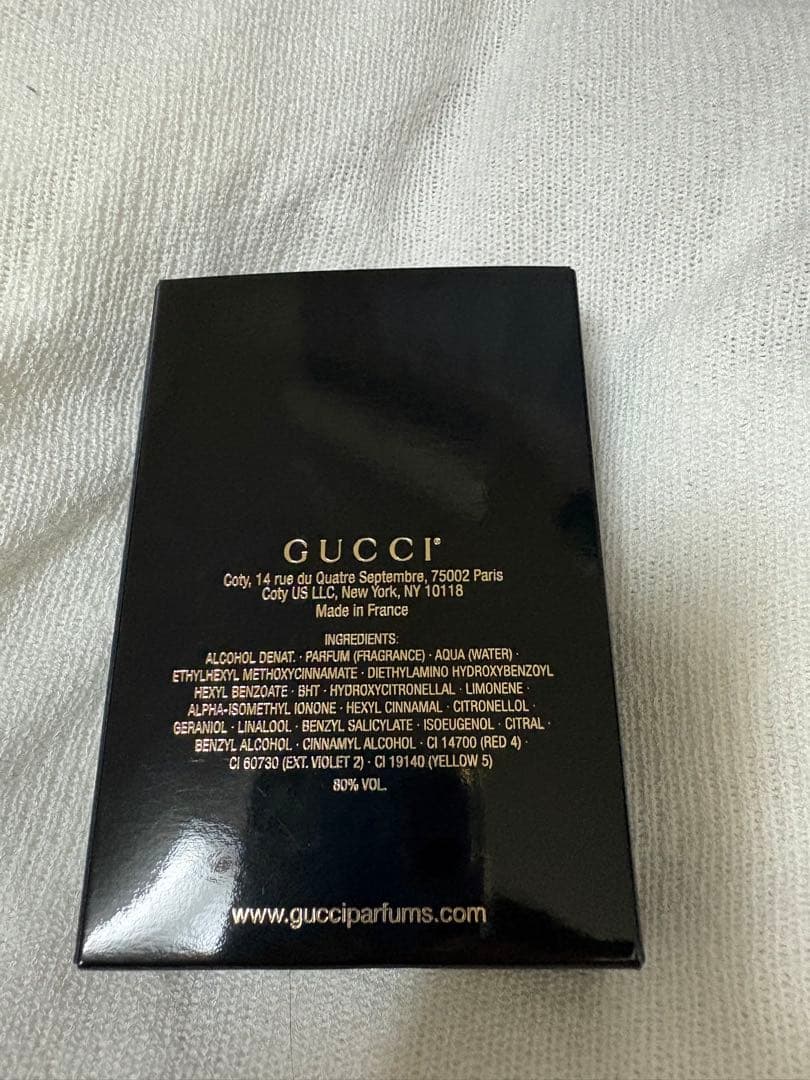 GUCCI®
Coty, 14 rue du Quatre Septembre, 75002 Paris
Coty US LLC, New York, NY 10118
Made in France
INGREDIENTS:
ALCOHOL DENAT. · PARFUM (FRAGRANCE) · AQUA (WATER) ·
ETHYLHEXYL METHOXYCINNAMATE · DIETHYLAMINO HYDROXYBENZOYL
HEXYL BENZOATE · BHT · HYDROXYCITRONELLAL · LIMONENE ·
ALPHA-ISOMETHYL IONONE · HEXYL CINNAMAL · CITRONELLOL ·
GERANIOL · LINALOOL · BENZYL SALICYLATE · ISOEUGENOL · CITRAL ·
BENZYL ALCOHOL · CINNAMYL ALCOHOL · CI 14700 (RED 4) ·
CI 60730 (EXT. VIOLET 2) · CI 19140 (YELLOW 5)
80% VOL.
www.gucciparfums.com